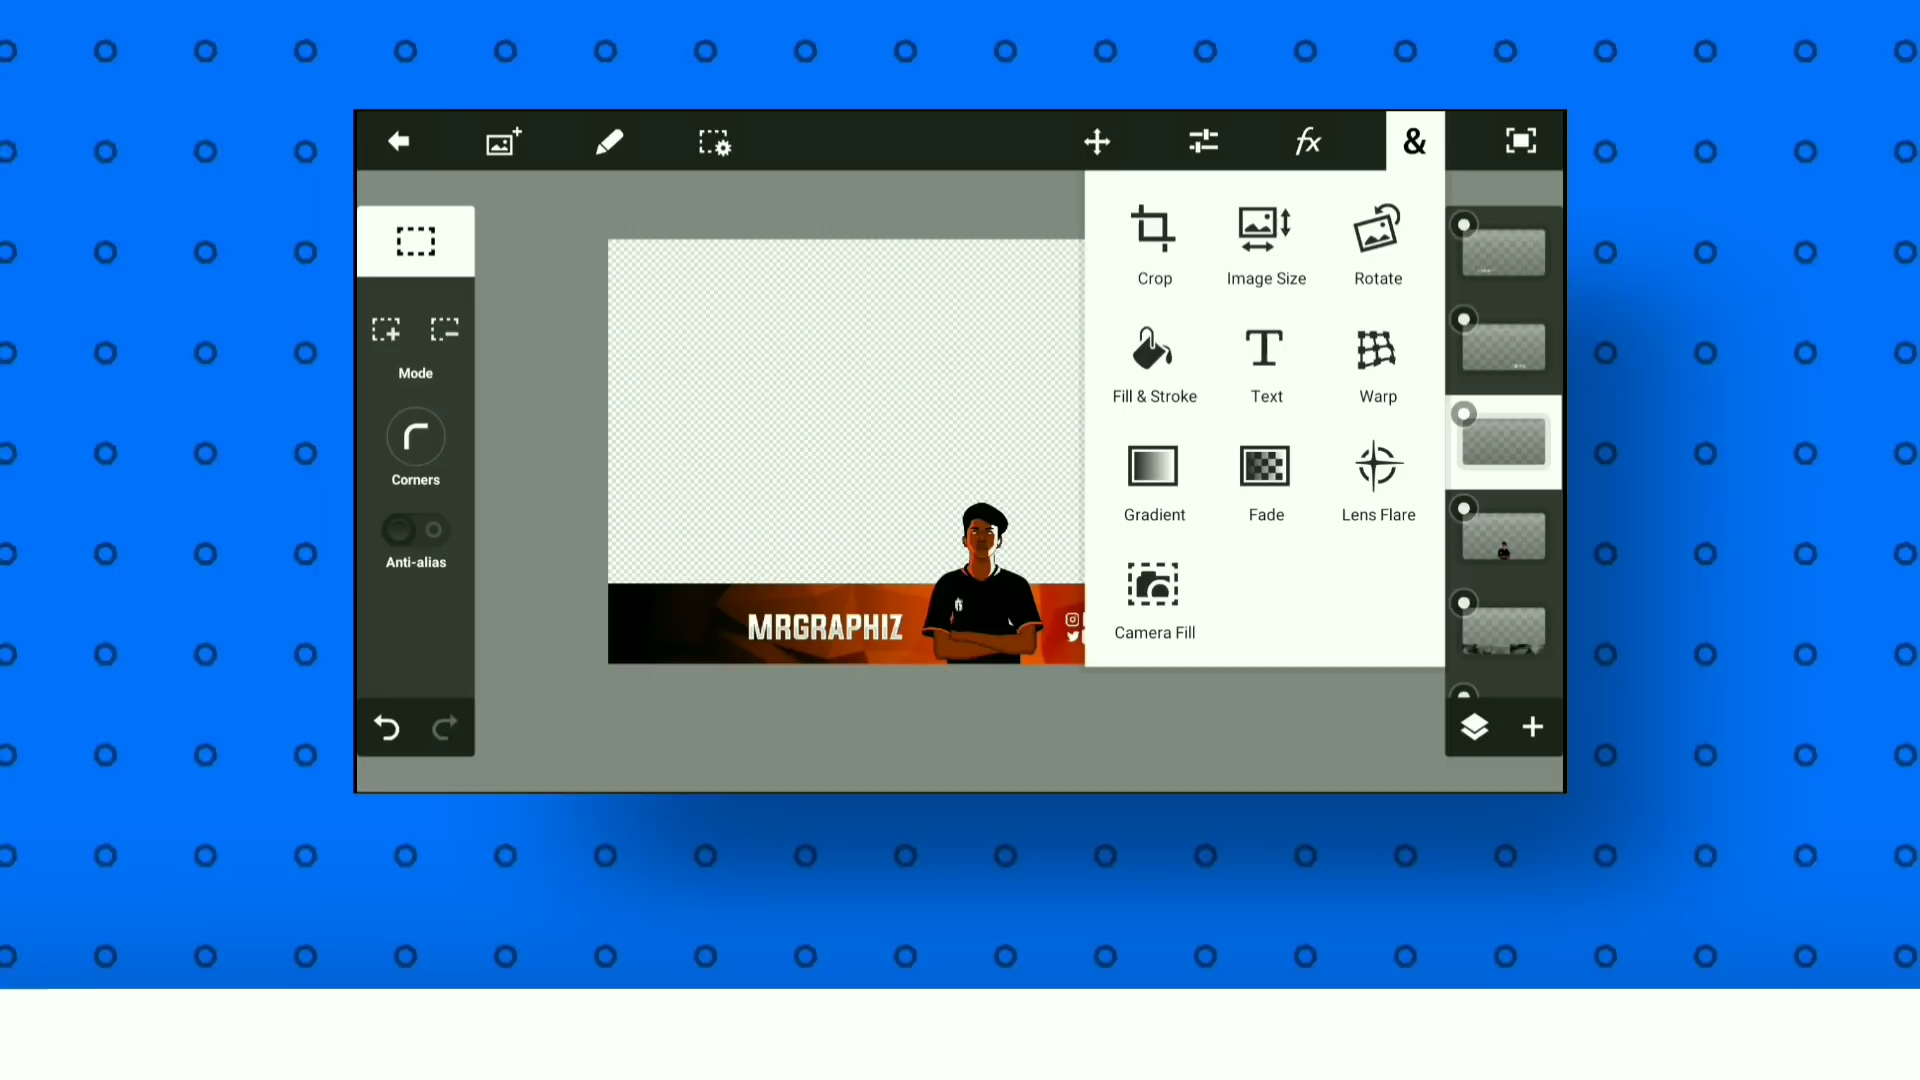 fx
&
Crop
Image Size
Rotate
Mode
Fill & Stroke
Text
Warp
Corners
Gradient
Fade
Lens Flare
Anti-alias
MRGRAPHIZ
Camera Fill